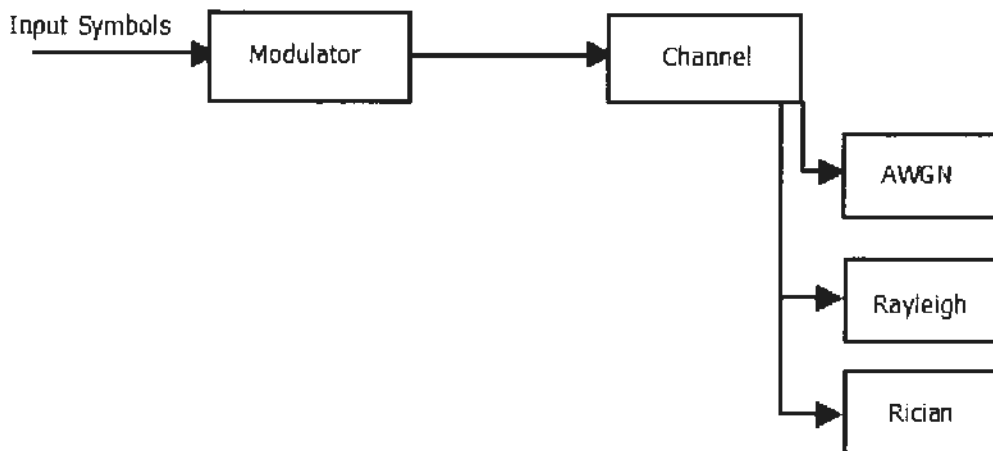 Input Symbols
Modulator
Channel
AWGN
Rayleigh
Rician